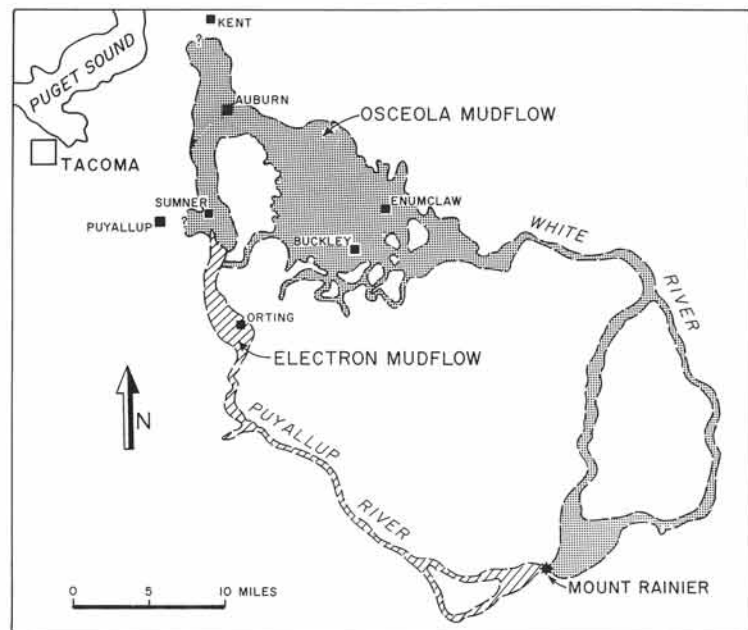 KENT
?
PUGET SOUND
AUBURN
OSCEOLA MUDFLOW
TACOMA
SUMNER
ENUMCLAW
PUYALLUP
?
BUCKLEY
WHITE
RIVER
ORTING
ELECTRON MUDFLOW
N
PUYALLUP
RIVER
0 5 10 MILES
MOUNT RAINIER